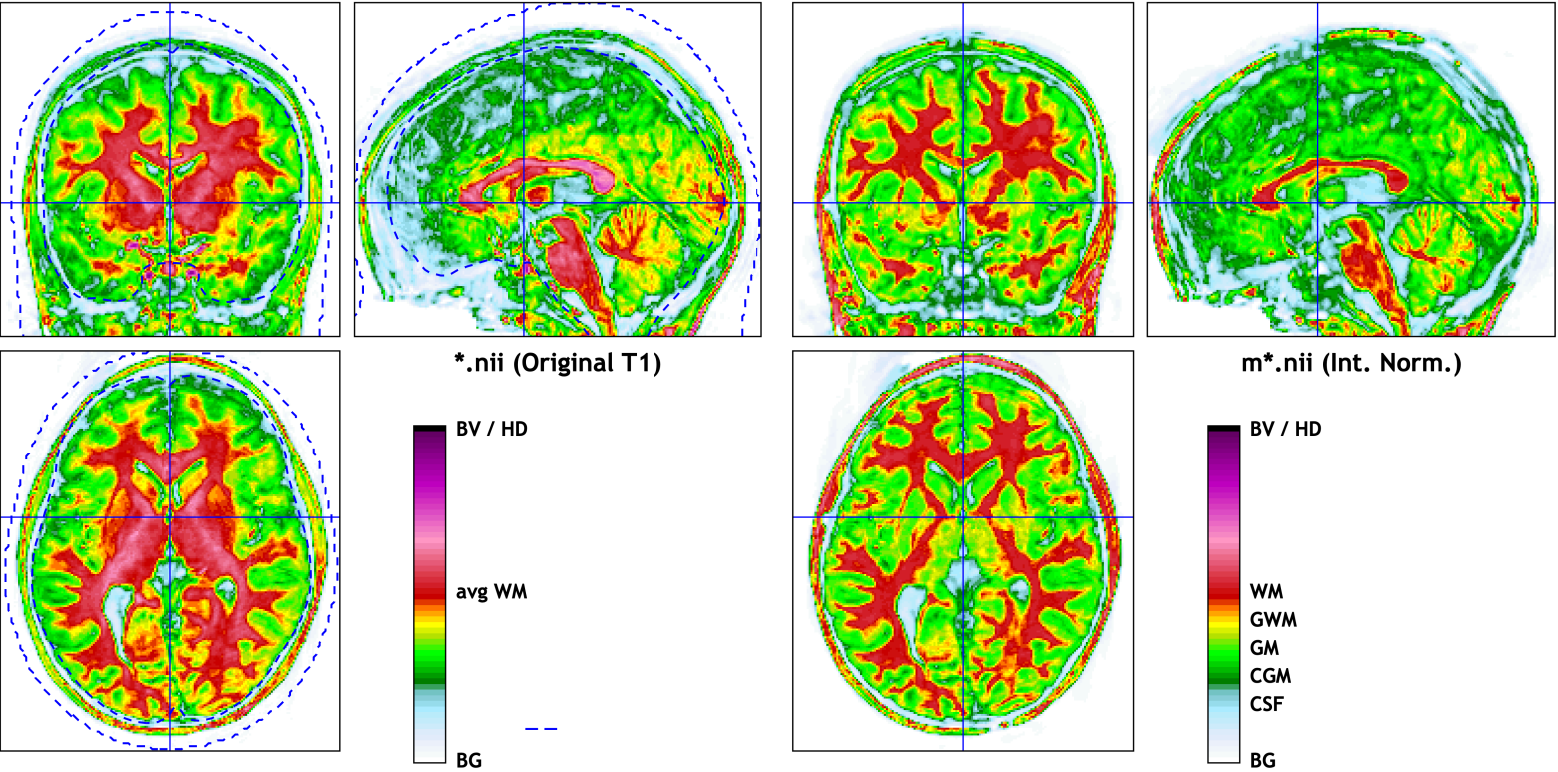 *.nii (Original T1)
m*.nii (Int. Norm.)
BV / HD
avg WM
BG
BV / HD
WM
GWM
GM
CGM
CSF
BG